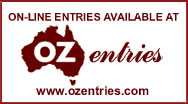 ON-LINE ENTRIES AVAILABLE AT
OZ entries
www.ozentries.com